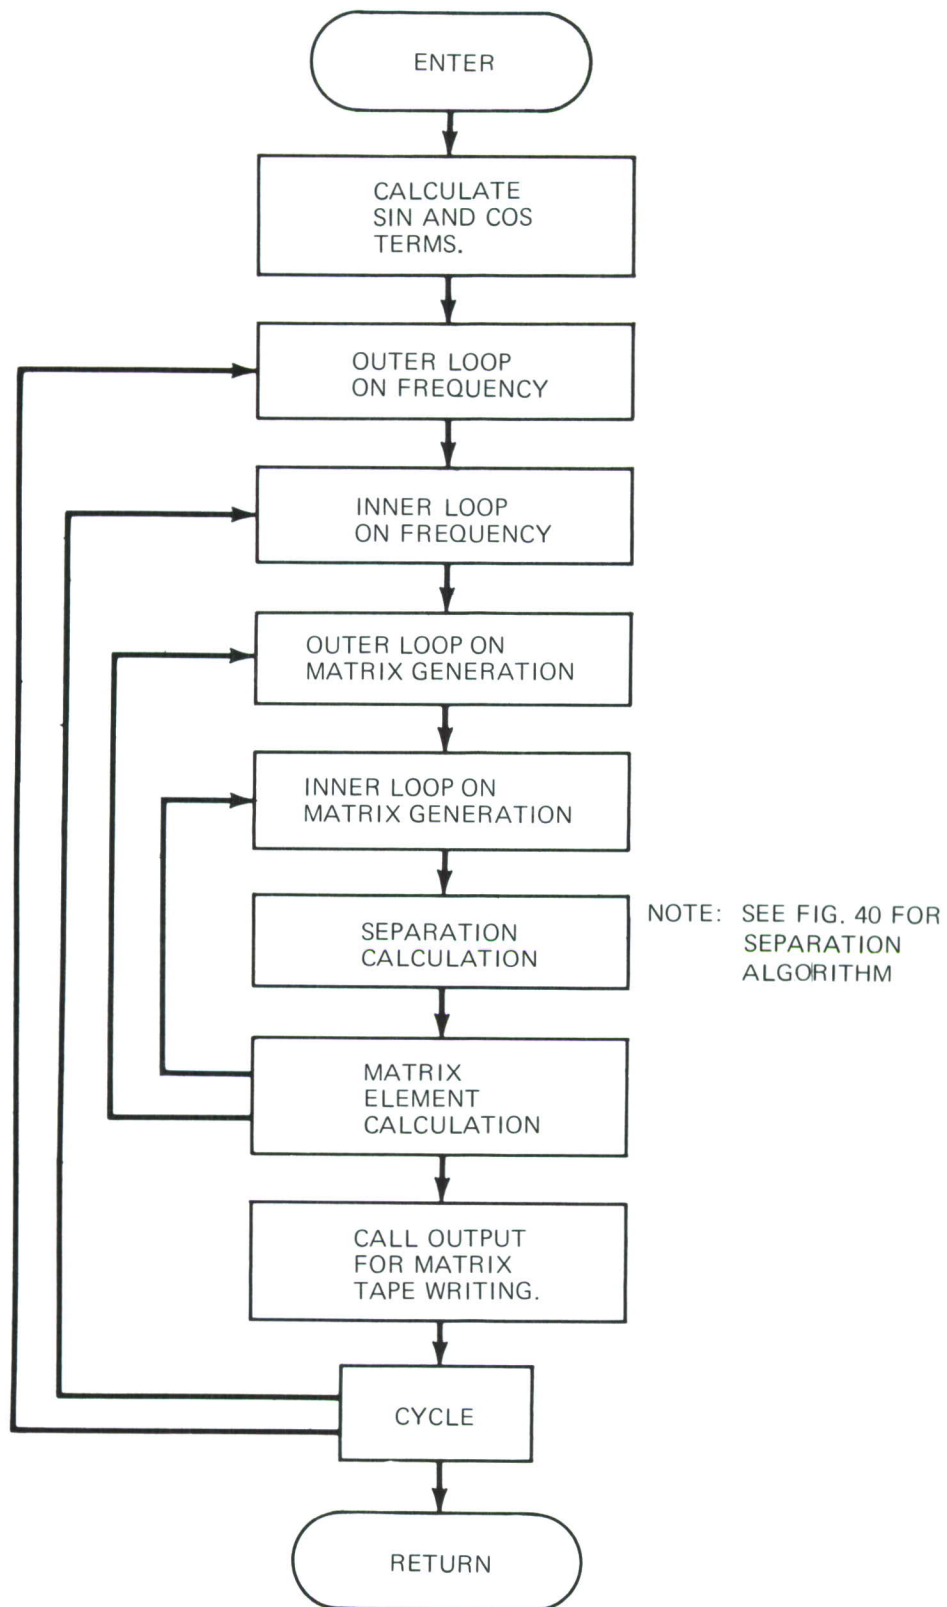 ENTER
CALCULATE
SIN AND COS
TERMS.
OUTER LOOP
ON FREQUENCY
INNER LOOP
ON FREQUENCY
OUTER LOOP ON
MATRIX GENERATION
INNER LOOP ON
MATRIX GENERATION
SEPARATION
CALCULATION
NOTE: SEE FIG. 40 FOR
SEPARATION
ALGORITHM
MATRIX
ELEMENT
CALCULATION
CALL OUTPUT
FOR MATRIX
TAPE WRITING.
CYCLE
RETURN